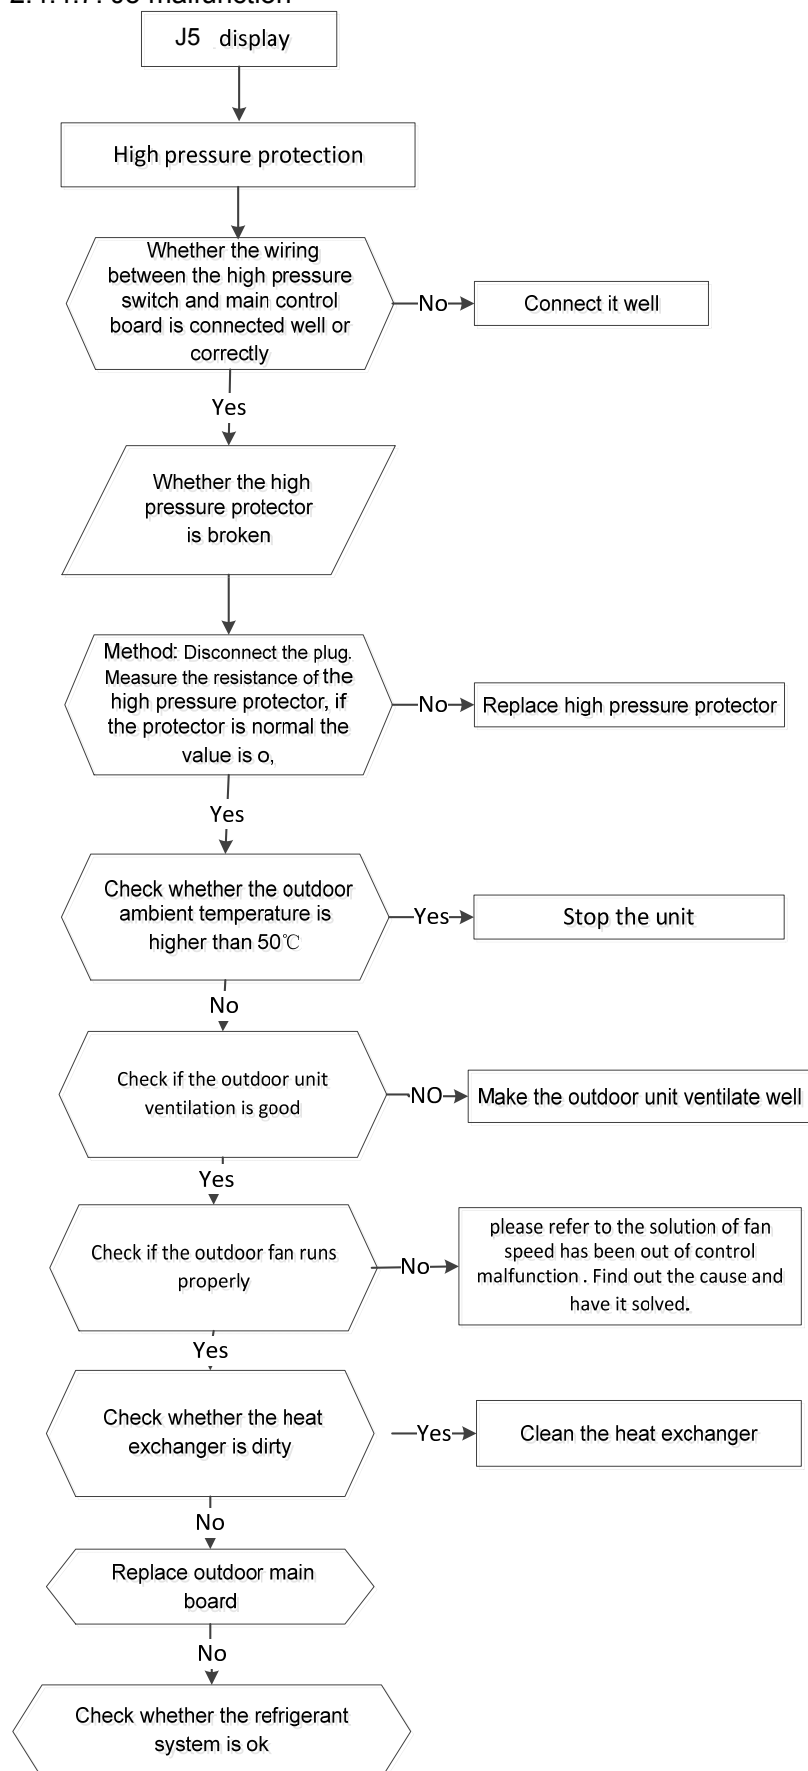 J5 display
High pressure protection
Whether the wiring
between the high pressure
switch and main control
board is connected well or
correctly
No
Connect it well
Yes
Whether the high
pressure protector
is broken
Method: Disconnect the plug.
Measure the resistance of the
high pressure protector, if
the protector is normal the
value is o,
No
Replace high pressure protector
Yes
Check whether the outdoor
ambient temperature is
higher than 50℃
Yes
Stop the unit
No
Check if the outdoor unit
ventilation is good
NO
Make the outdoor unit ventilate well
Yes
Check if the outdoor fan runs
properly
No
please refer to the solution of fan
speed has been out of control
malfunction . Find out the cause and
have it solved.
Yes
Check whether the heat
exchanger is dirty
Yes
Clean the heat exchanger
No
Replace outdoor main
board
No
Check whether the refrigerant
system is ok